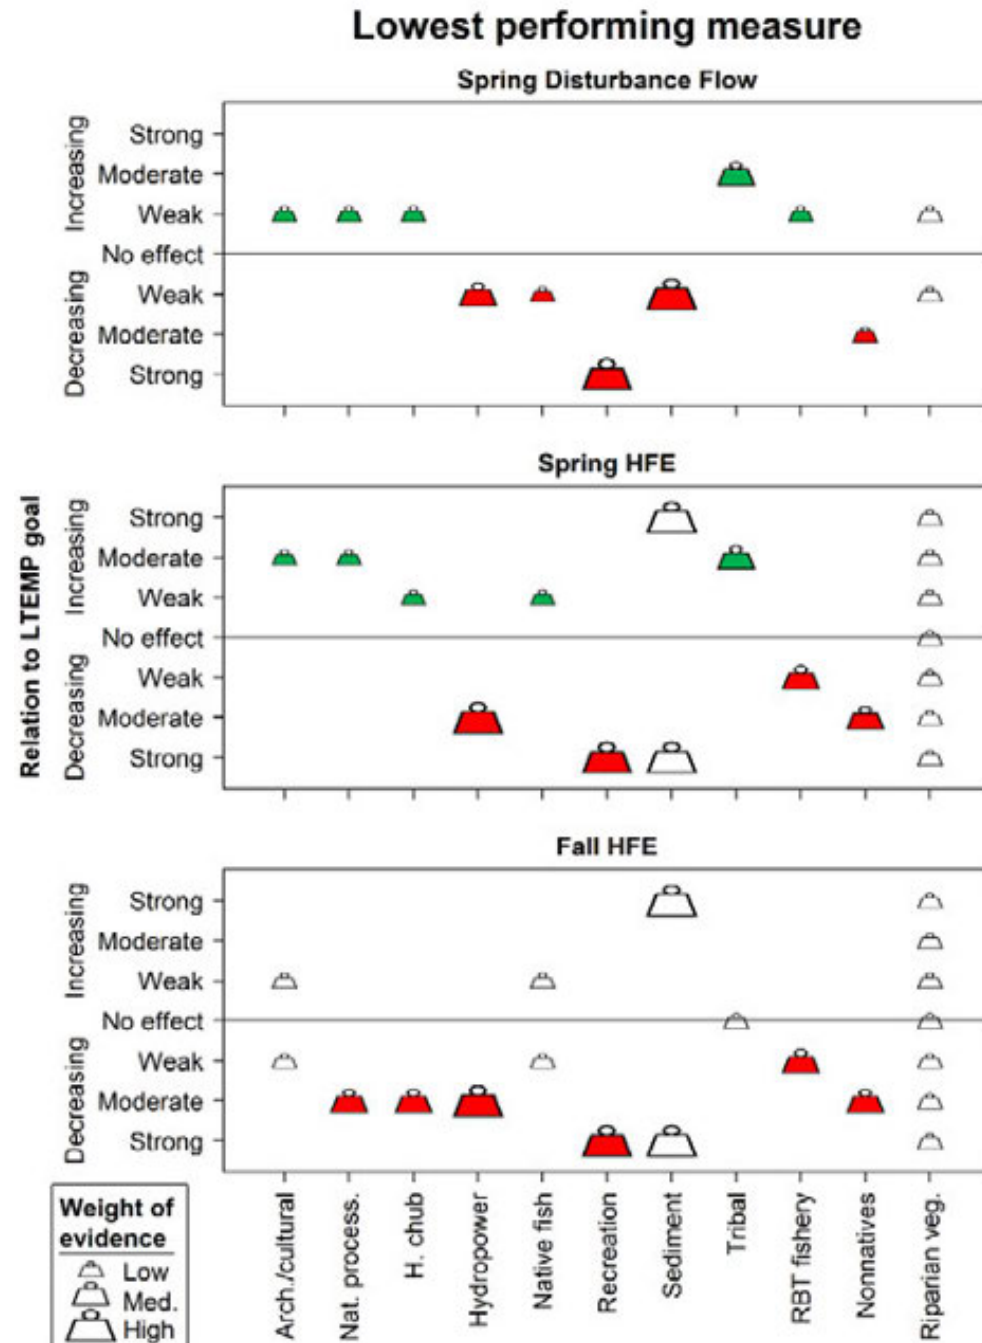 Lowest performing measure
Spring Disturbance Flow
Increasing
Strong
Moderate
Weak
No effect
Decreasing
Weak
Moderate
Strong
Relation to LTEMP goal
Spring HFE
Increasing
Strong
Moderate
Weak
No effect
Decreasing
Weak
Moderate
Strong
Fall HFE
Increasing
Strong
Moderate
Weak
No effect
Decreasing
Weak
Moderate
Strong
Arch./cultural
Nat. process.
H. chub
Hydropower
Native fish
Recreation
Sediment
Tribal
RBT fishery
Nonnatives
Riparian veg.
Weight of
evidence
Low
Med.
High